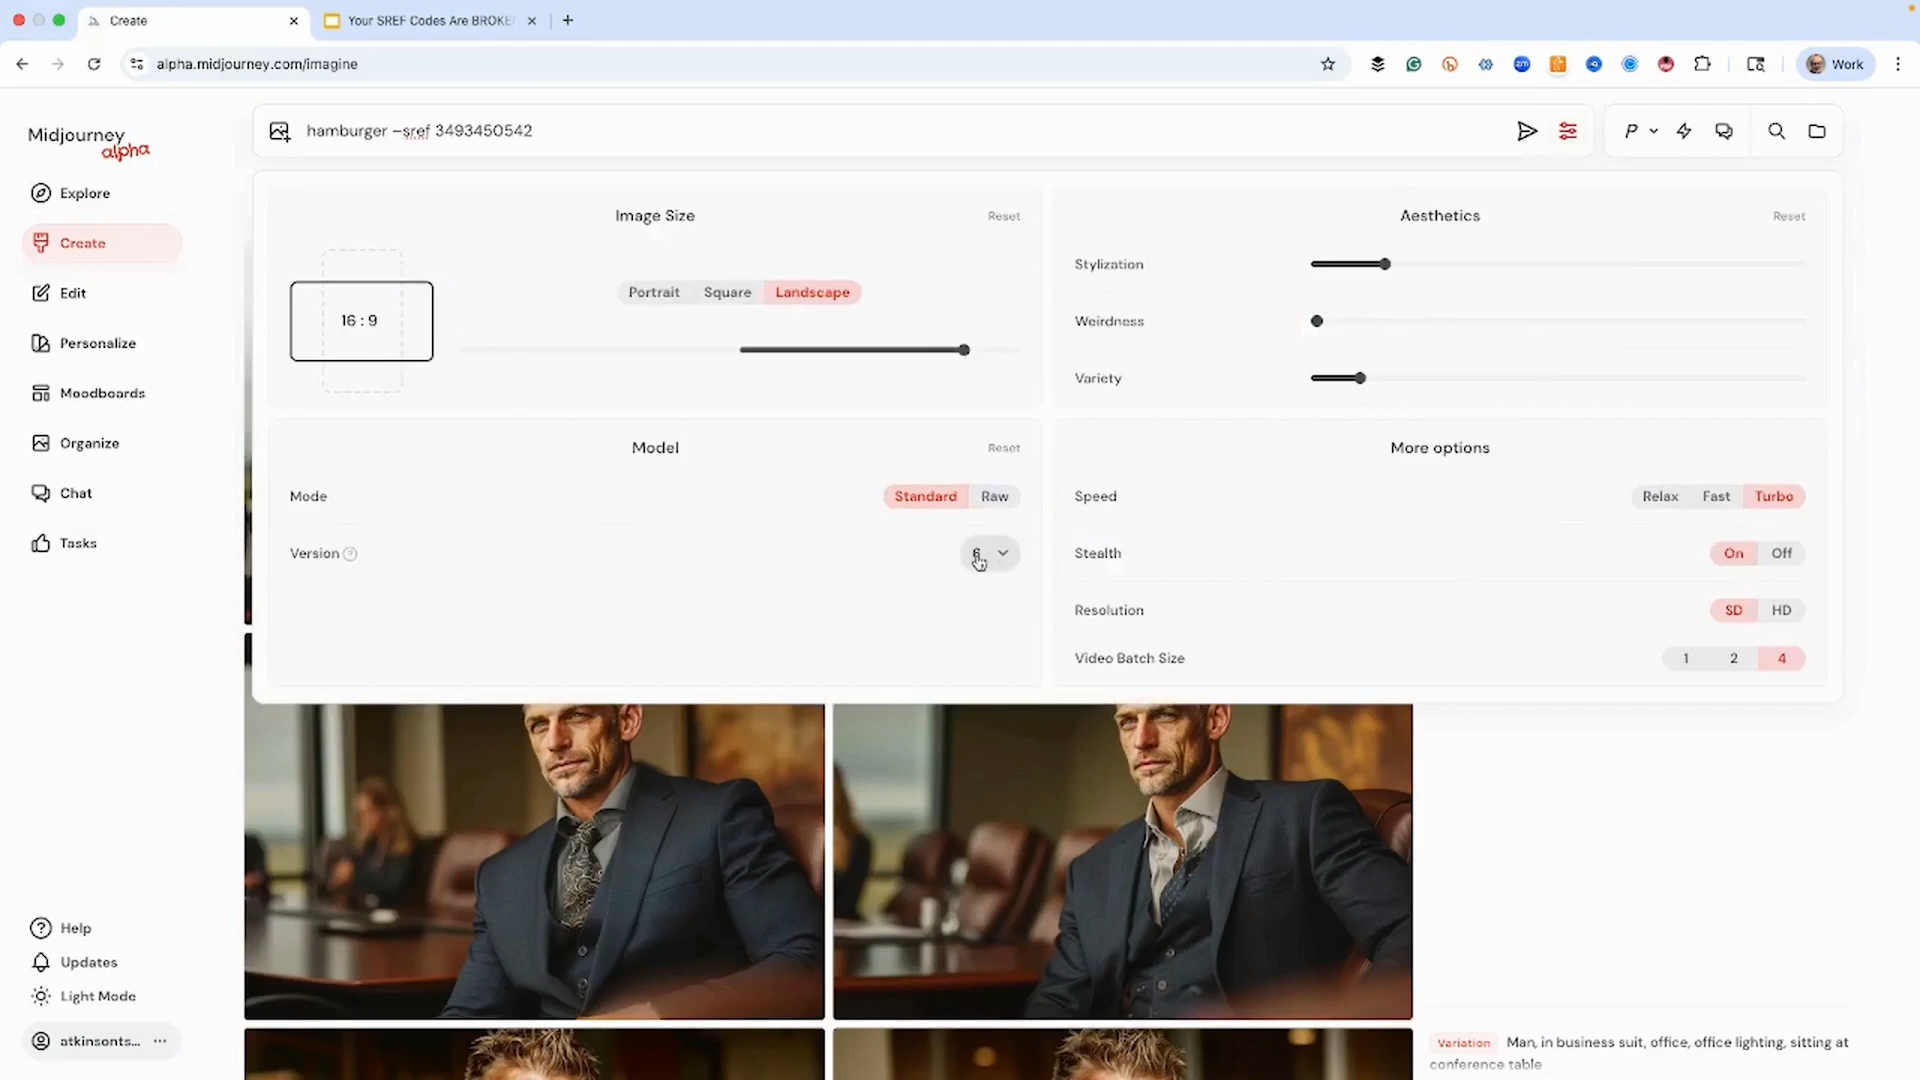 Create
Your SREF Codes Are BROKE
alpha.midjourney.com/imagine
Work
Midjourney
alpha
hamburger –sref 3493450542
Explore
Create
Edit
Personalize
Moodboards
Organize
Chat
Tasks
Image Size
Reset
16 : 9
Portrait
Square
Landscape
Aesthetics
Reset
Stylization
Weirdness
Variety
Model
Reset
Mode
Standard
Raw
Version
6
More options
Speed
Relax
Fast
Turbo
Stealth
On
Off
Resolution
SD
HD
Video Batch Size
1
2
4
Help
Updates
Light Mode
atkinsonts...
Variation Man, in business suit, office, office lighting, sitting at
conference table